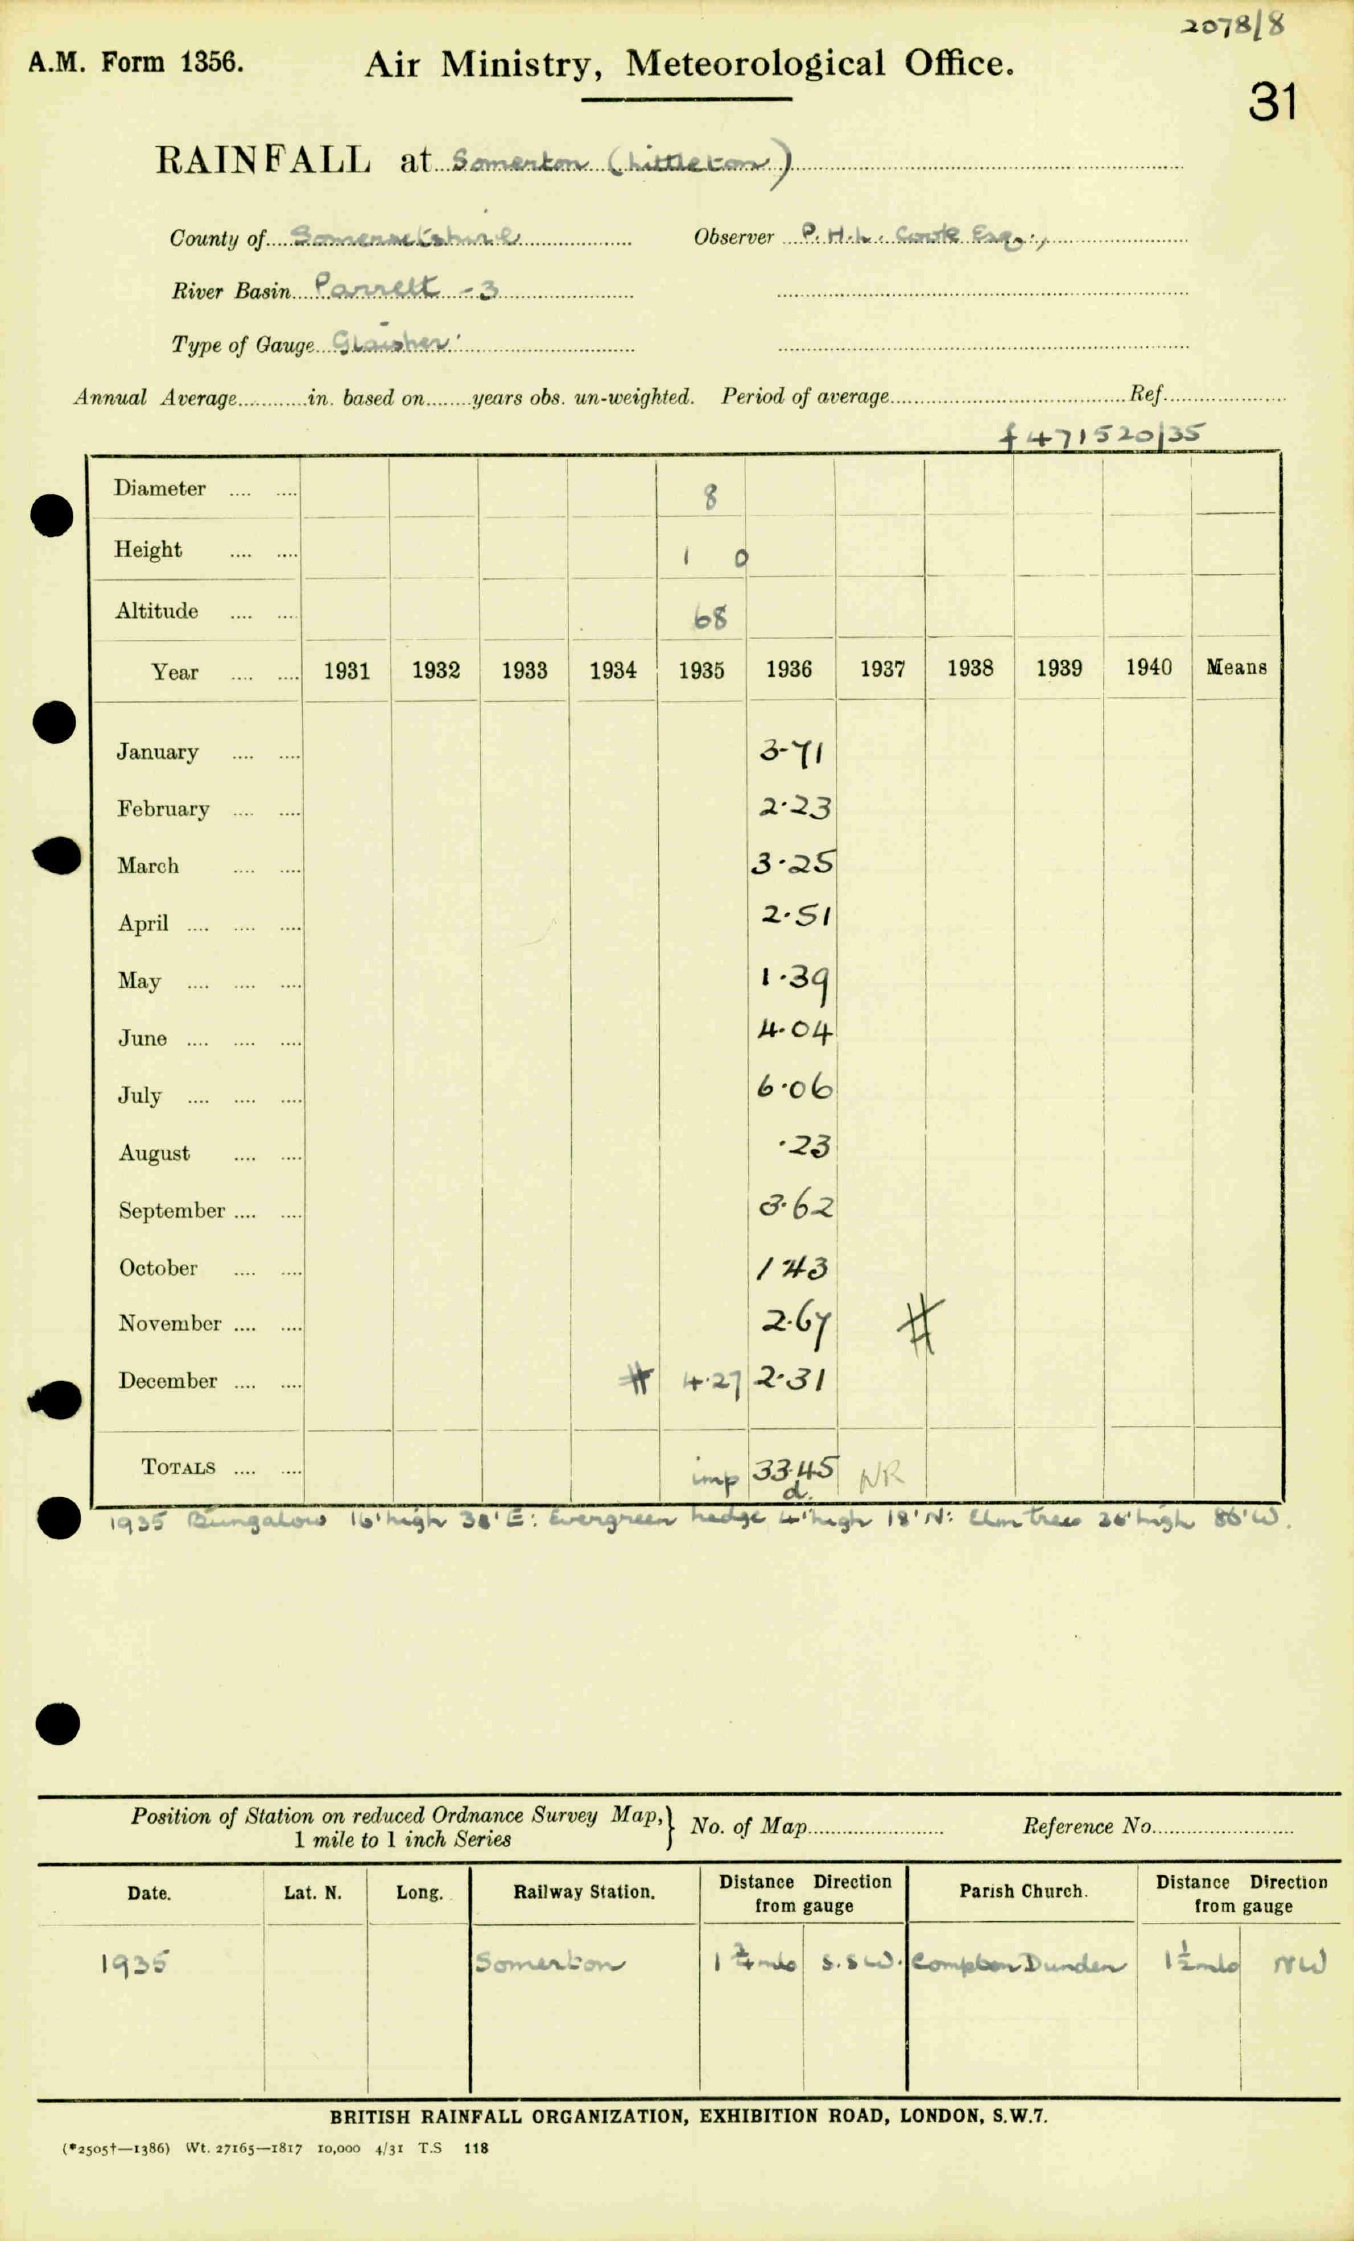 2078/8
A.M. Form 1356. Air Ministry, Meteorological Office.
31
RAINFALL at Somerton (Littleton)
County of Somersetshire Observer P.H.L. Cook Esq.,
River Basin Parrett - 3
Type of Gauge Glaisher
Annual Average in. based on years obs. un-weighted. Period of average Ref.
f 471520/35
Diameter 8
Height 1 0
Altitude 68
Year 1931 1932 1933 1934 1935 1936 1937 1938 1939 1940 Means
January 3.71
February 2.23
March 3.25
April 2.51
May 1.39
June 4.04
July 6.06
August .23
September 3.62
October 1 43
November 2.67 #
December # 4.27 2.31
TOTALS imp 33.45 NR
d.
1935 Bungalow 16' high 38' E: Evergreen hedge 4' high 18' N: Elm trees 36' high 86' W.
Position of Station on reduced Ordnance Survey Map, } No. of Map Reference No.
1 mile to 1 inch Series
Date. Lat. N. Long. Railway Station. Distance Direction from gauge Parish Church. Distance Direction from gauge
1935 Somerton 1 3/4 mls S.SW. Compton Dunden 1 1/2 mls NW
BRITISH RAINFALL ORGANIZATION, EXHIBITION ROAD, LONDON, S.W.7.
(*2505†—1386) Wt. 27165—1817 10,000 4/31 T.S 118